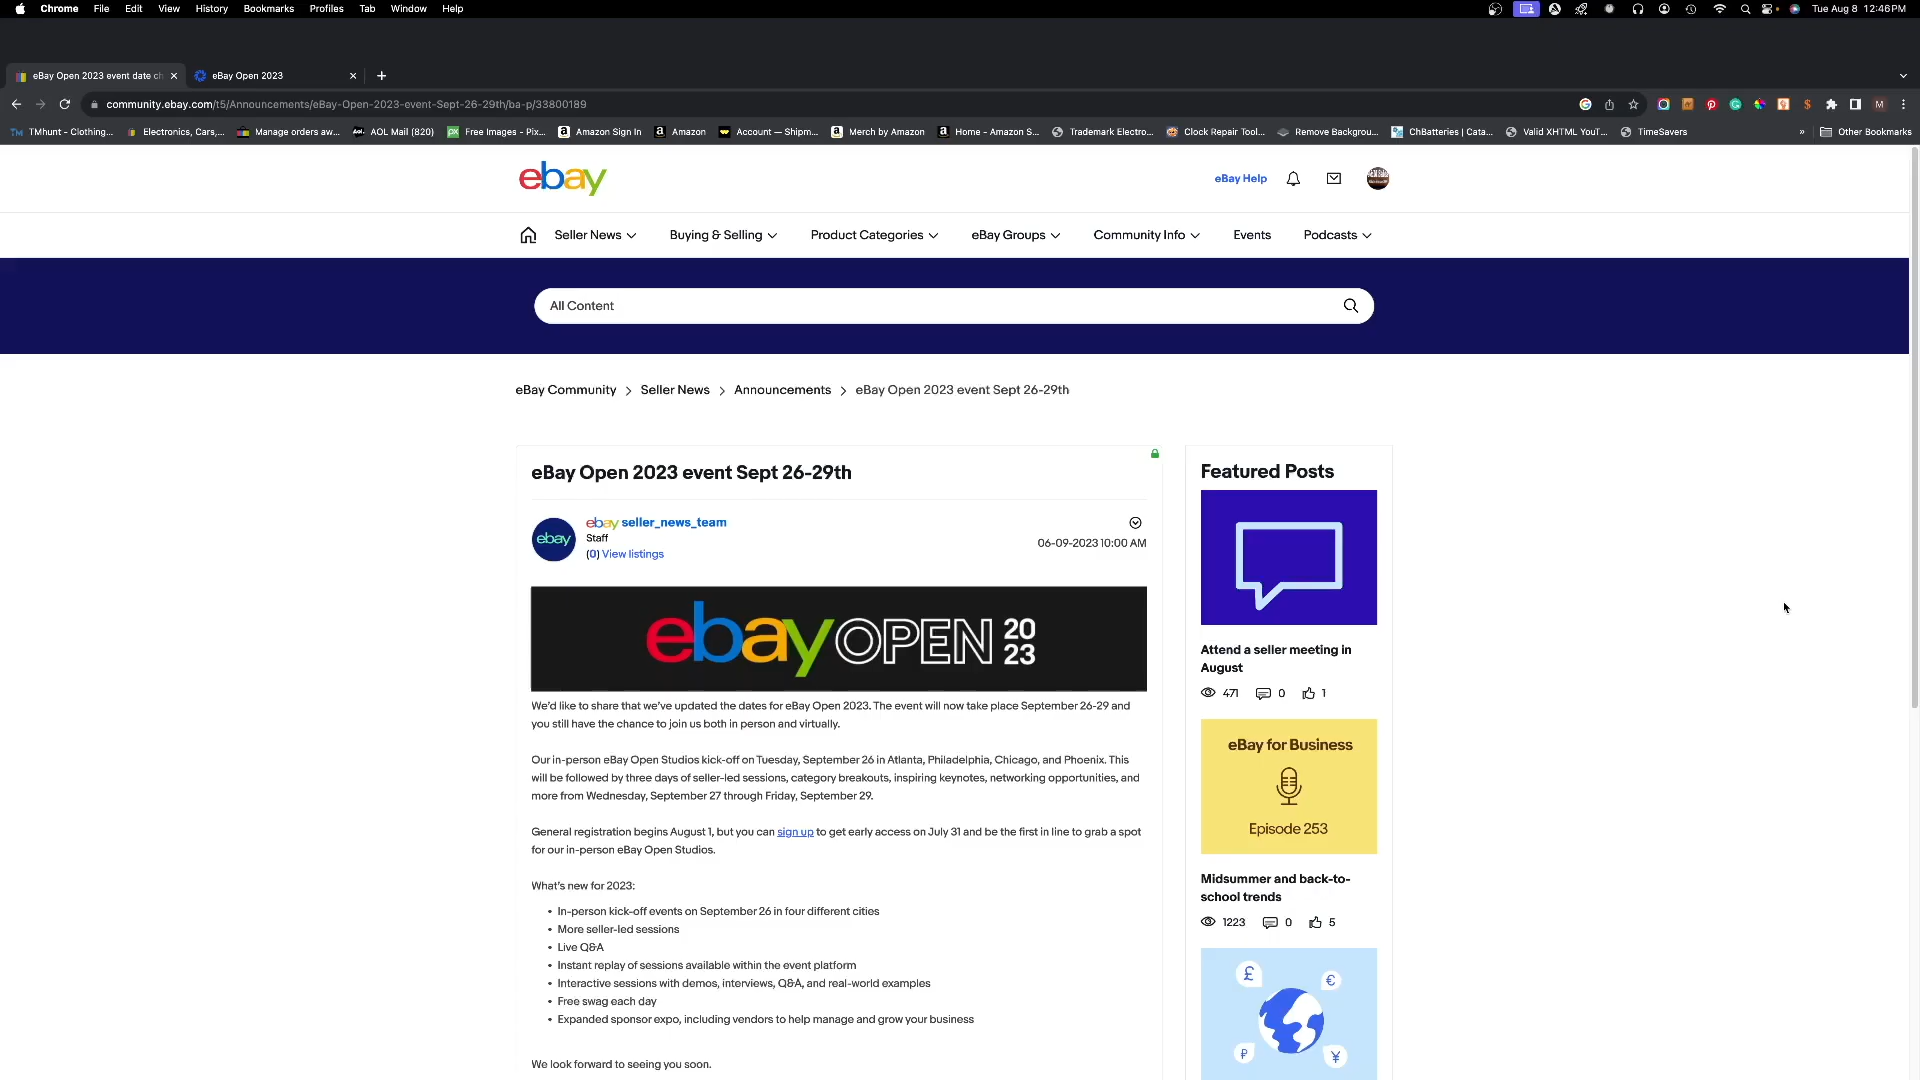 Chrome File Edit View History Bookmarks Profiles Tab Window Help Tue Aug 8 12:46PM
eBay Open 2023 event date ch eBay Open 2023
community.ebay.com/t5/Announcements/eBay-Open-2023-event-Sept-26-29th/ba-p/33800189
TMhunt - Clothing... Electronics, Cars,... Manage orders aw... AOL Mail (820) Free Images - Pix... Amazon Sign In Amazon Account — Shipm... Merch by Amazon Home - Amazon S... Trademark Electro... Clock Repair Tool... Remove Backgrou... ChBatteries | Cata... Valid XHTML YouT... TimeSavers » Other Bookmarks
ebay
eBay Help
Seller News Buying & Selling Product Categories eBay Groups Community Info Events Podcasts
All Content
eBay Community > Seller News > Announcements > eBay Open 2023 event Sept 26-29th
eBay Open 2023 event Sept 26-29th
ebay
ebay seller_news_team
Staff
(0) View listings
06-09-2023 10:00 AM
ebay OPEN 20 23
We'd like to share that we've updated the dates for eBay Open 2023. The event will now take place September 26-29 and
you still have the chance to join us both in person and virtually.
Our in-person eBay Open Studios kick-off on Tuesday, September 26 in Atlanta, Philadelphia, Chicago, and Phoenix. This
will be followed by three days of seller-led sessions, category breakouts, inspiring keynotes, networking opportunities, and
more from Wednesday, September 27 through Friday, September 29.
General registration begins August 1, but you can sign up to get early access on July 31 and be the first in line to grab a spot
for our in-person eBay Open Studios.
What's new for 2023:
• In-person kick-off events on September 26 in four different cities
• More seller-led sessions
• Live Q&A
• Instant replay of sessions available within the event platform
• Interactive sessions with demos, interviews, Q&A, and real-world examples
• Free swag each day
• Expanded sponsor expo, including vendors to help manage and grow your business
We look forward to seeing you soon.
Featured Posts
Attend a seller meeting in
August
471 0 1
eBay for Business
Episode 253
Midsummer and back-to-
school trends
1223 0 5
£ €
₽ ¥